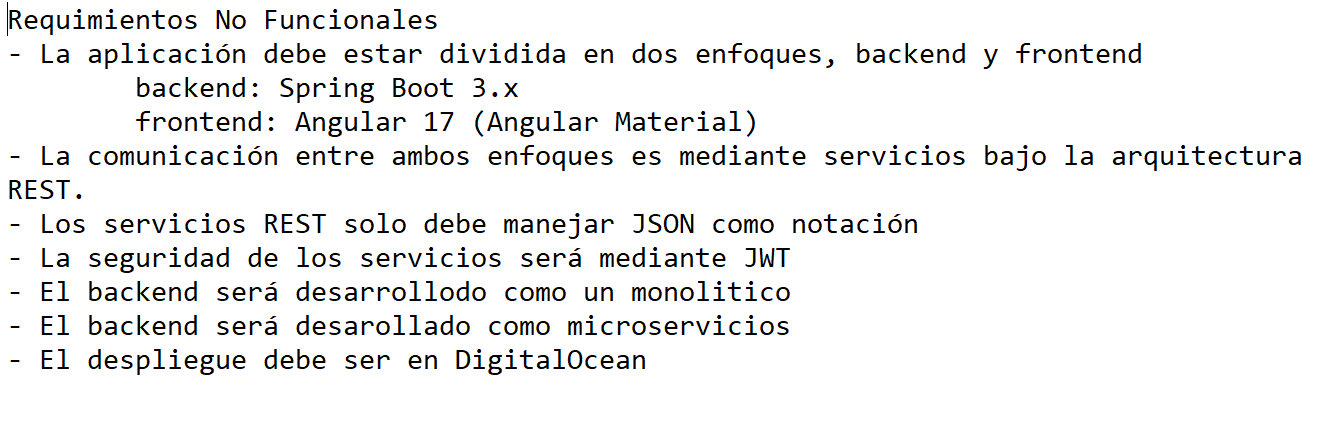 Requimientos No Funcionales
- La aplicación debe estar dividida en dos enfoques, backend y frontend
backend: Spring Boot 3.x
frontend: Angular 17 (Angular Material)
- La comunicación entre ambos enfoques es mediante servicios bajo la arquitectura
REST.
- Los servicios REST solo debe manejar JSON como notación
- La seguridad de los servicios será mediante JWT
- El backend será desarrollodo como un monolitico
- El backend será desarollado como microservicios
- El despliegue debe ser en DigitalOcean